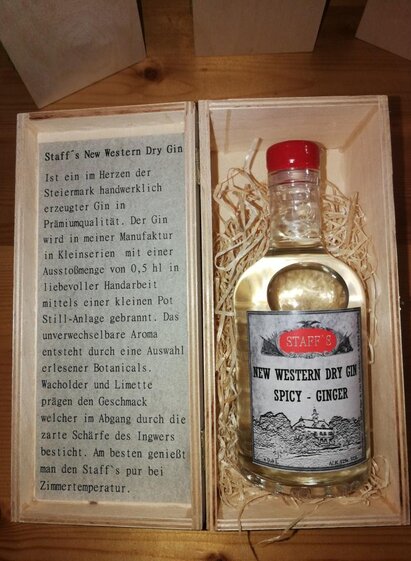 Staff`s New Western Dry Gin
Ist ein im Herzen der
Steiermark handwerklich
erzeugter Gin in
Prämiumqualität. Der Gin
wird in meiner Manufaktur
in Kleinserien mit einer
Ausstoßmenge von 0,5 hl in
liebevoller Handarbeit
mittels einer kleinen Pot
Still-Anlage gebrannt. Das
unverwechselbare Aroma
entsteht durch eine Auswahl
erlesener Botanicals.
Wacholder und Limette
prägen den Geschmack
welcher im Abgang durch die
zarte Schärfe des Ingwers
besticht. Am besten genießt
man den Staff`s pur bei
Zimmertemperatur.
STAFF`S
NEW WESTERN DRY GIN
SPICY - GINGER